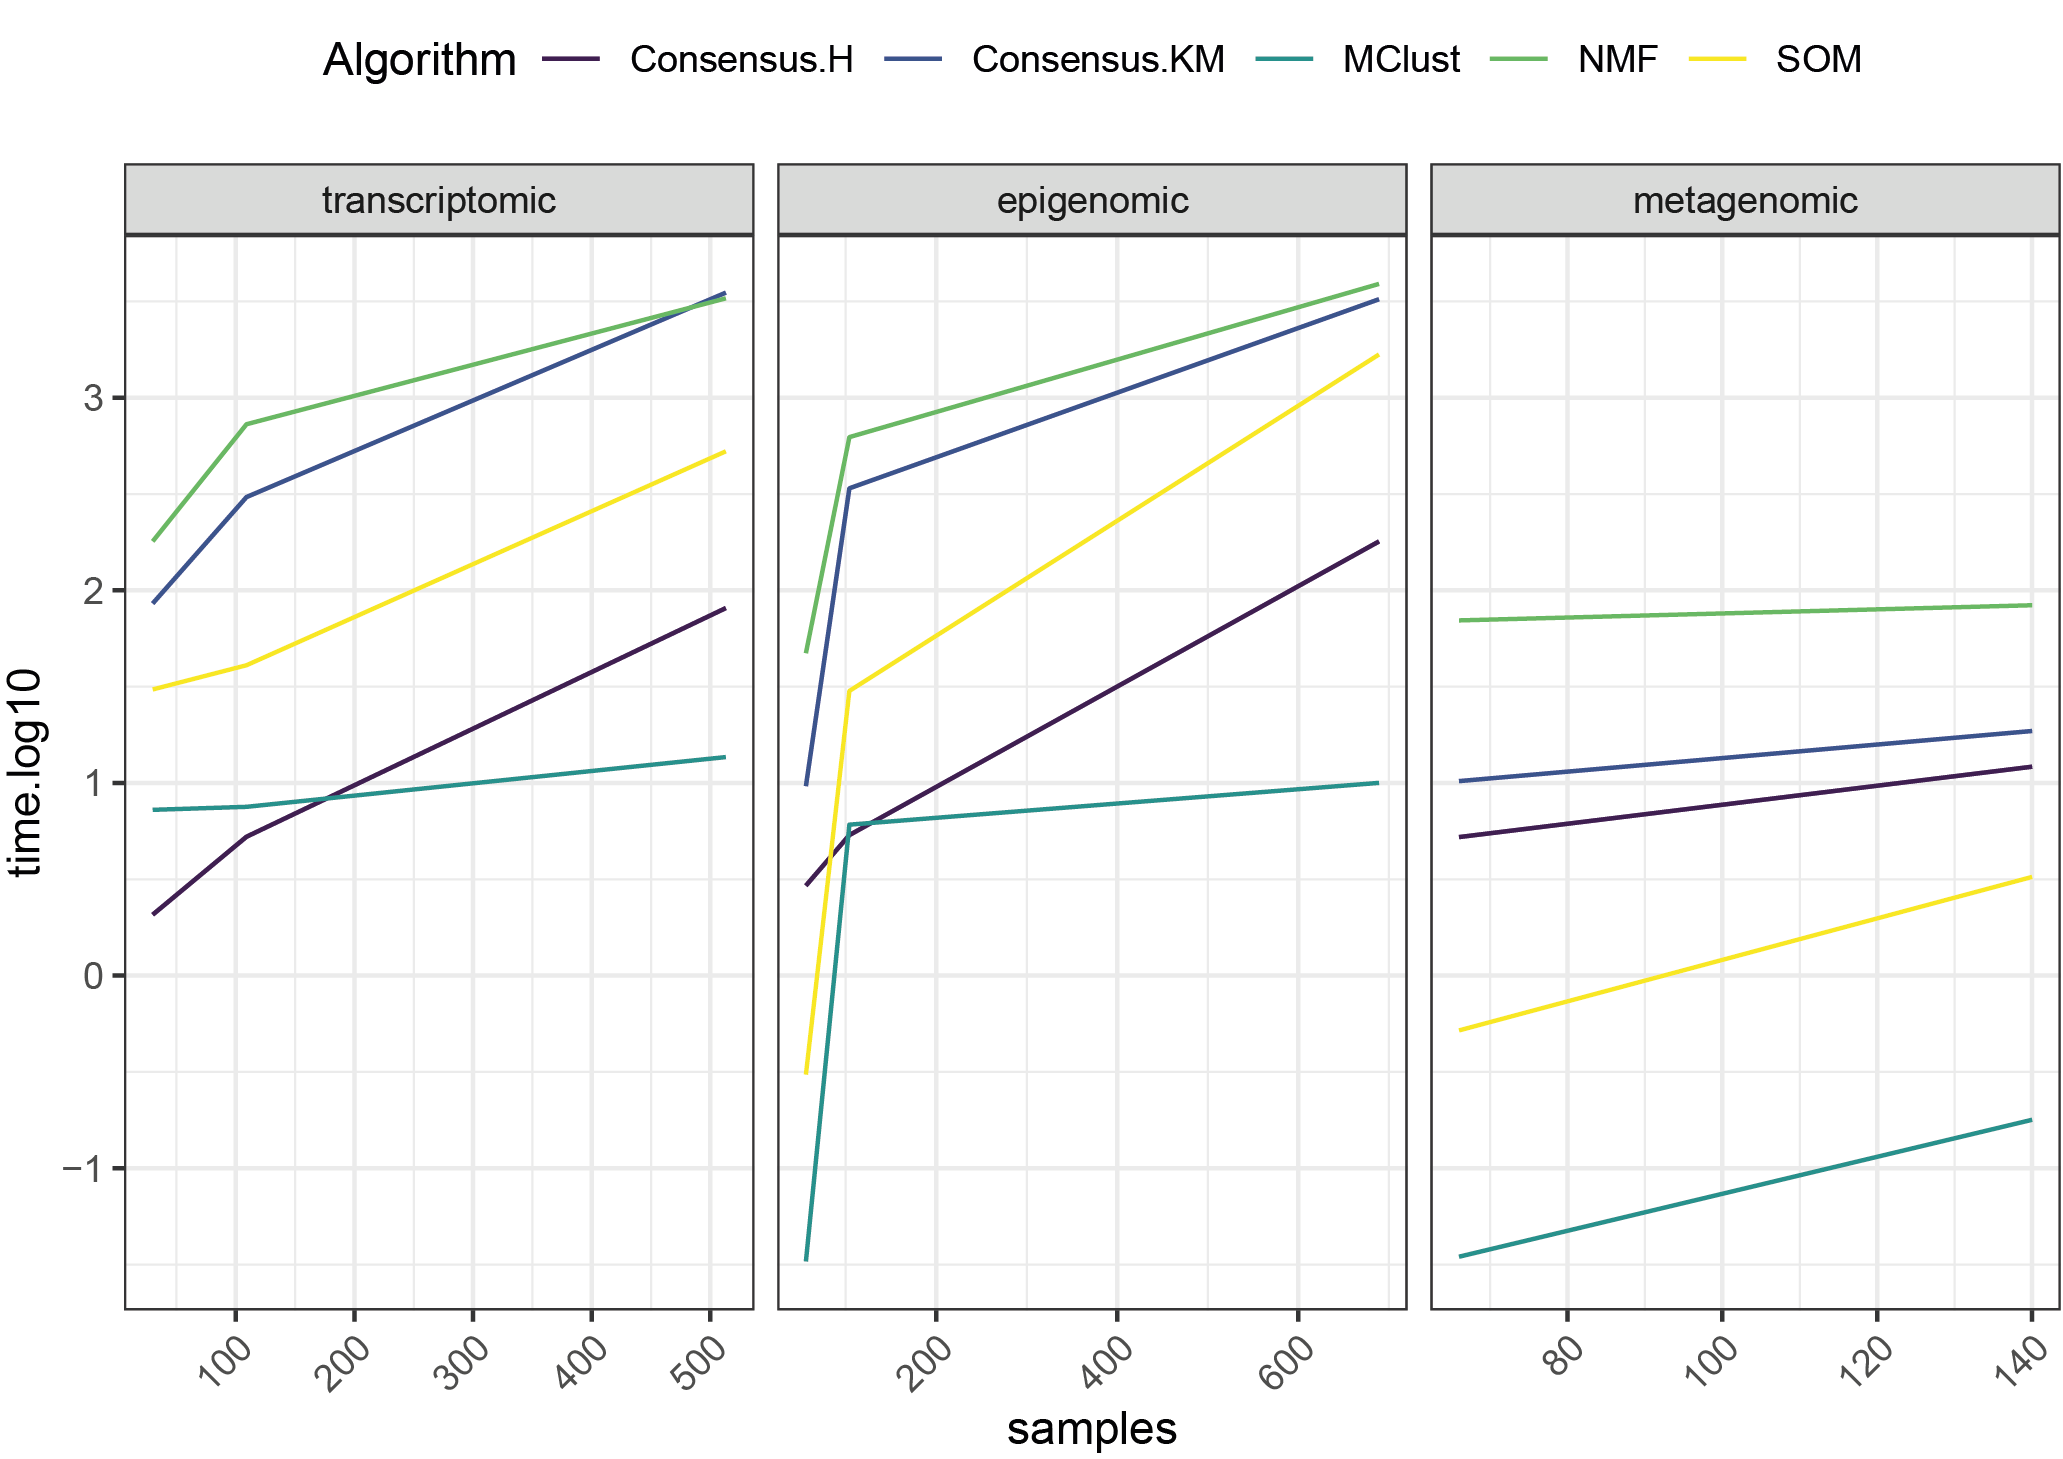 Algorithm Consensus.H Consensus.KM MClust NMF SOM
transcriptomic epigenomic metagenomic
time.log10
3
2
1
0
−1
100 200 300 400 500 200 400 600 80 100 120 140
samples